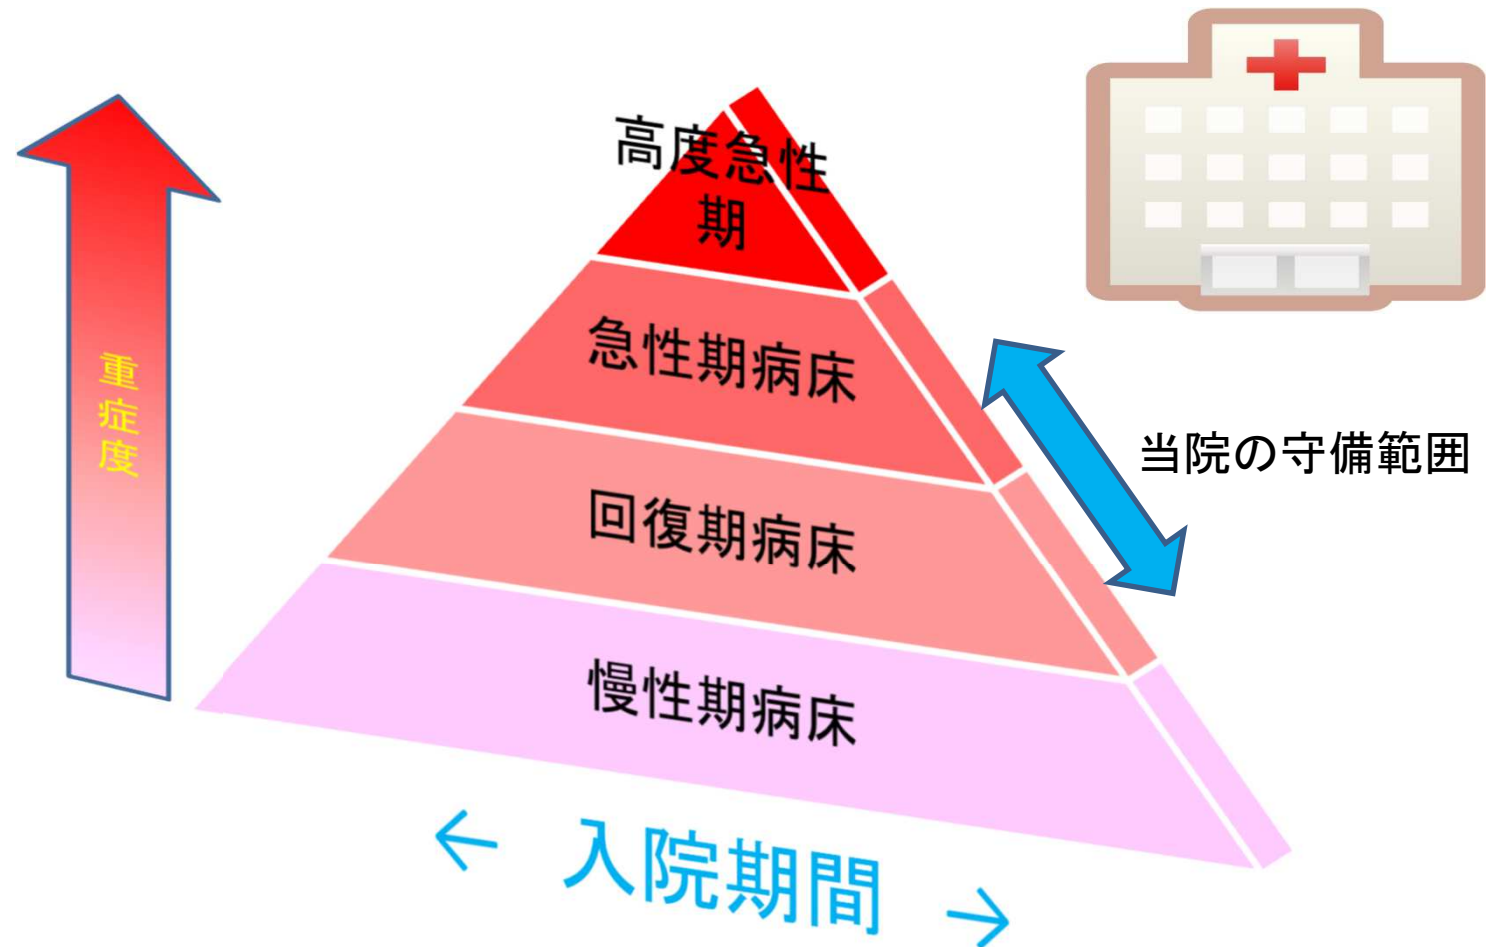 高度急性
期
急性期病床
回復期病床
慢性期病床
重症度
当院の守備範囲
← 入院期間 →